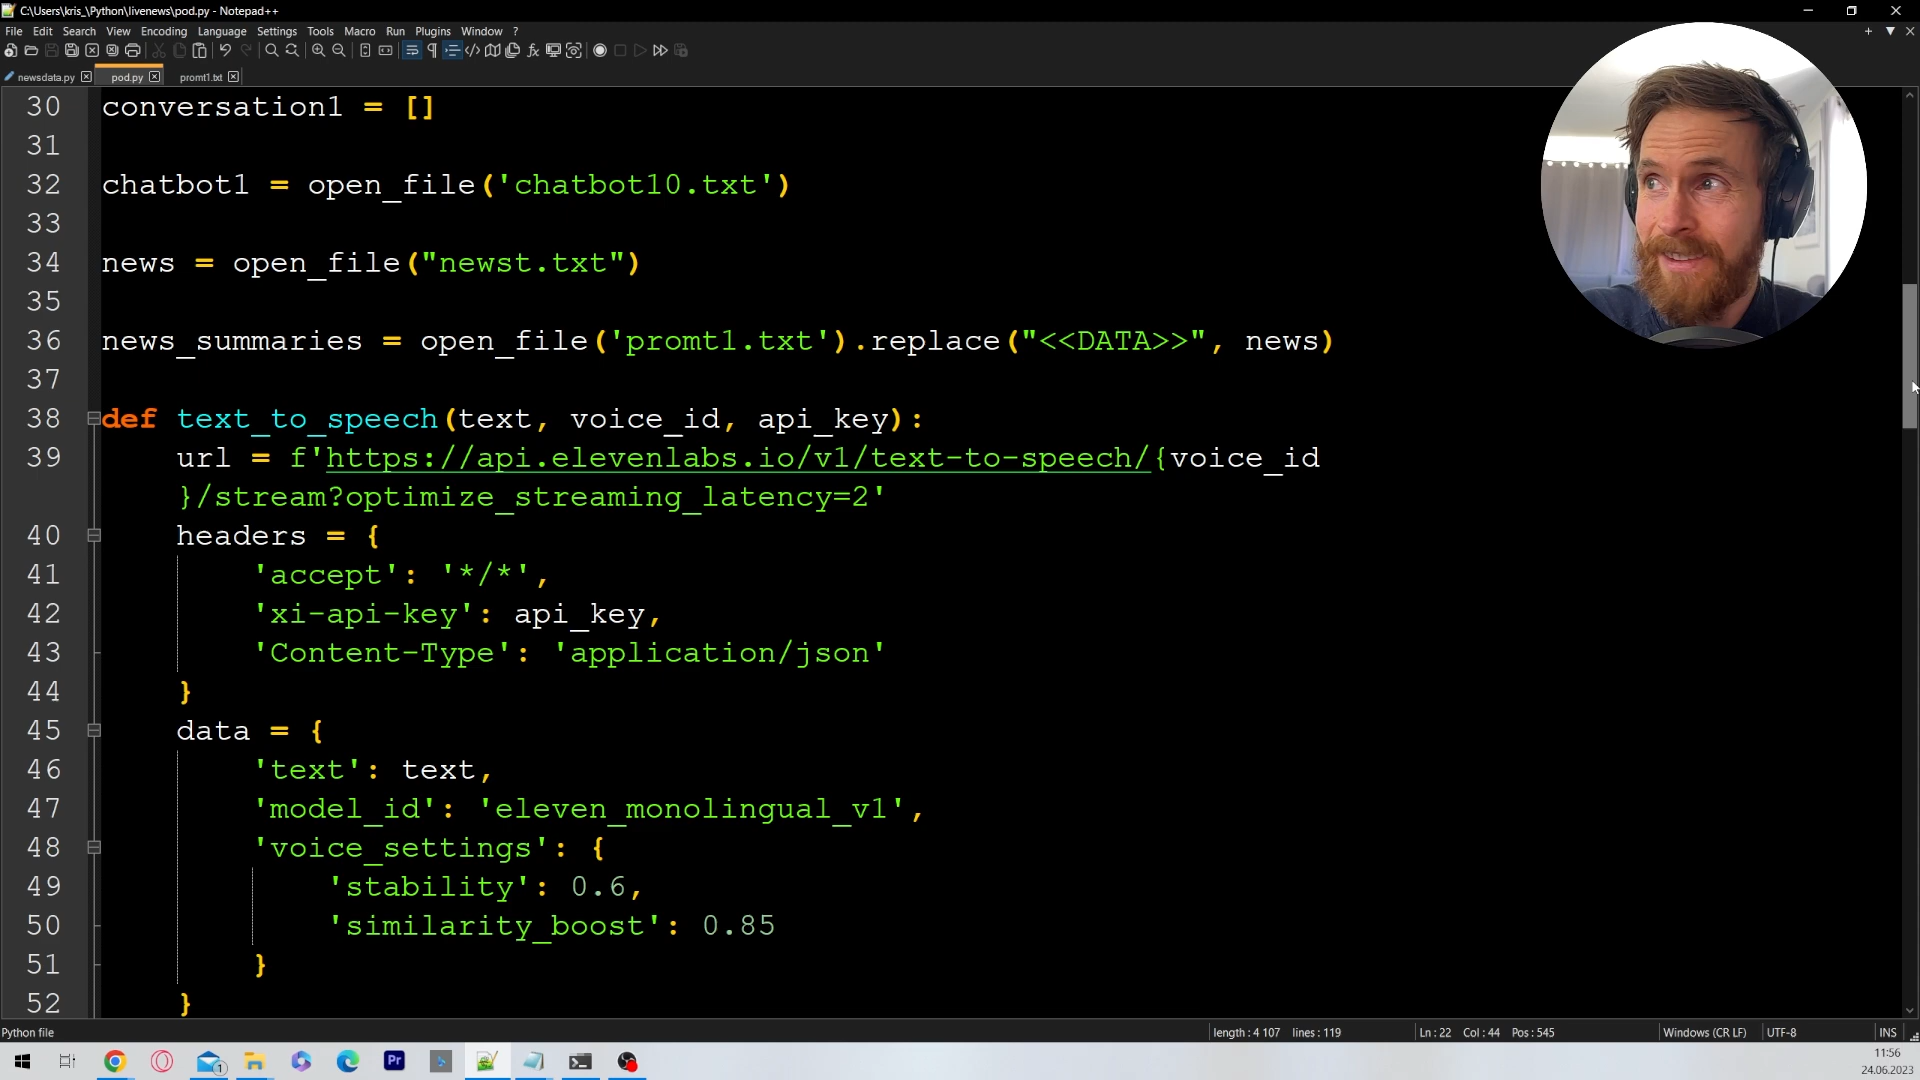 C:\Users\kris_\Python\livenews\pod.py - Notepad++
File Edit Search View Encoding Language Settings Tools Macro Run Plugins Window ?
newsdata.py pod.py promt1.txt
30 conversation1 = []
31
32 chatbot1 = open_file('chatbot10.txt')
33
34 news = open_file("newst.txt")
35
36 news_summaries = open_file('promt1.txt').replace("<<DATA>>", news)
37
38 def text_to_speech(text, voice_id, api_key):
39 url = f'https://api.elevenlabs.io/v1/text-to-speech/{voice_id
}/stream?optimize_streaming_latency=2'
40 headers = {
41 'accept': '*/*',
42 'xi-api-key': api_key,
43 'Content-Type': 'application/json'
44 }
45 data = {
46 'text': text,
47 'model_id': 'eleven_monolingual_v1',
48 'voice_settings': {
49 'stability': 0.6,
50 'similarity_boost': 0.85
51 }
52 }
Python file length : 4 107 lines : 119 Ln : 22 Col : 44 Pos : 545 Windows (CR LF) UTF-8 INS
Pr
1
11:56
24.06.2023